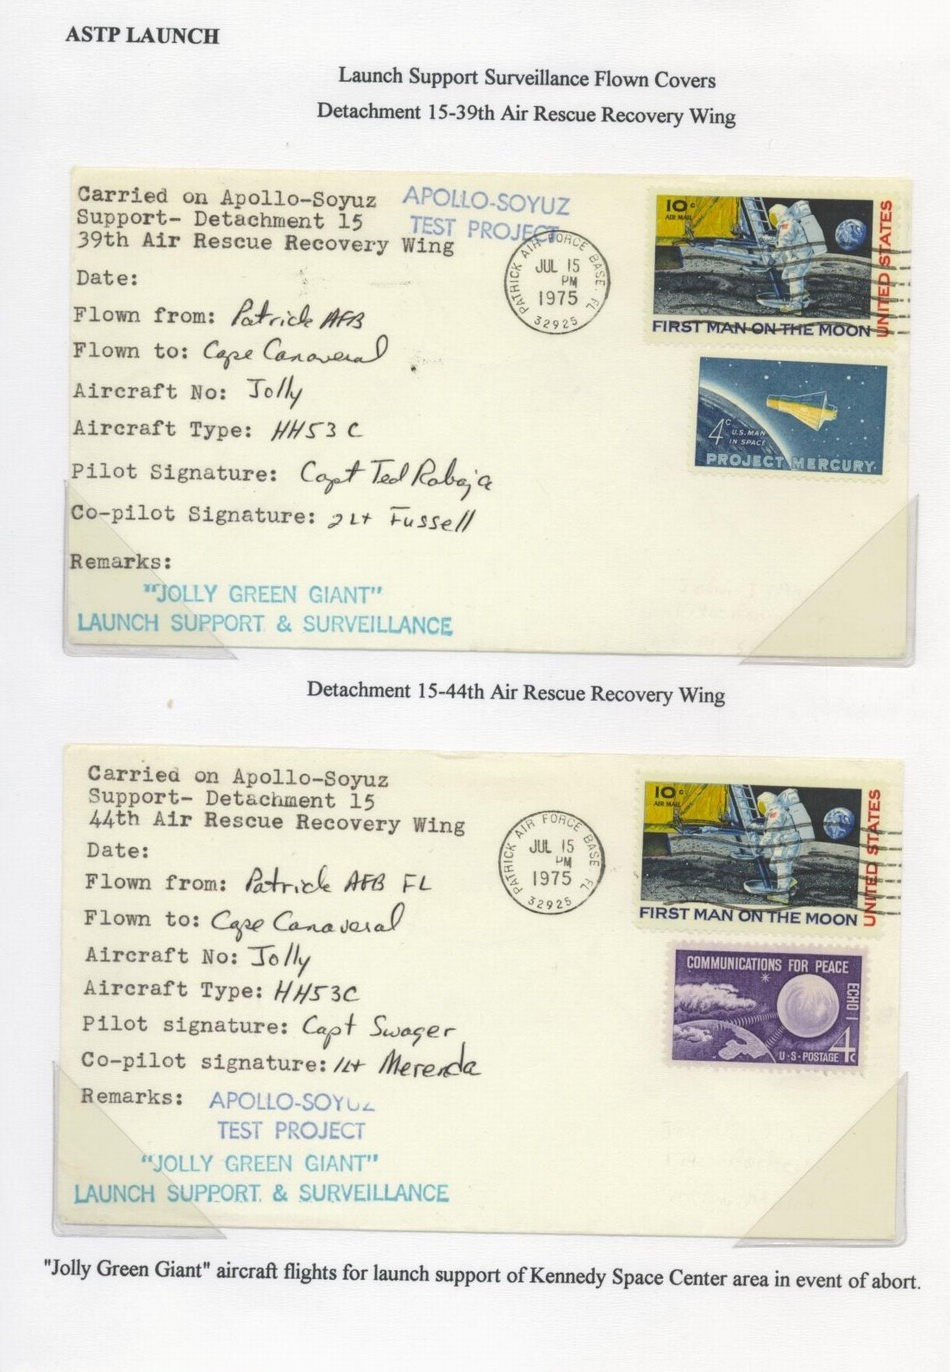 ASTP LAUNCH
Launch Support Surveillance Flown Covers
Detachment 15-39th Air Rescue Recovery Wing
Carried on Apollo-Soyuz
Support- Detachment 15
39th Air Rescue Recovery Wing
APOLLO-SOYUZ
TEST PROJECT
PATRICK AIR FORCE BASE FL
JUL 15
PM
1975
32925
10c
AIR MAIL
UNITED STATES
FIRST MAN ON THE MOON
4c U.S. MAN
IN SPACE
PROJECT MERCURY
Date:
Flown from: Patrick AFB
Flown to: Cape Canaveral
Aircraft No: Jolly
Aircraft Type: HH53 C
Pilot Signature: Capt Ted
Co-pilot Signature: 2Lt Fussell
Remarks:
"JOLLY GREEN GIANT"
LAUNCH SUPPORT & SURVEILLANCE
Detachment 15-44th Air Rescue Recovery Wing
Carried on Apollo-Soyuz
Support- Detachment 15
44th Air Rescue Recovery Wing
PATRICK AIR FORCE BASE FL
JUL 15
PM
1975
32925
10c
AIR MAIL
UNITED STATES
FIRST MAN ON THE MOON
COMMUNICATIONS FOR PEACE
ECHO I
U·S·POSTAGE 4c
Date:
Flown from: Patrick AFB FL
Flown to: Cape Canaveral
Aircraft No: Jolly
Aircraft Type: HH53C
Pilot signature: Capt Swager
Co-pilot signature: 1Lt Merenda
Remarks:
APOLLO-SOYUZ
TEST PROJECT
"JOLLY GREEN GIANT"
LAUNCH SUPPORT & SURVEILLANCE
"Jolly Green Giant" aircraft flights for launch support of Kennedy Space Center area in event of abort.